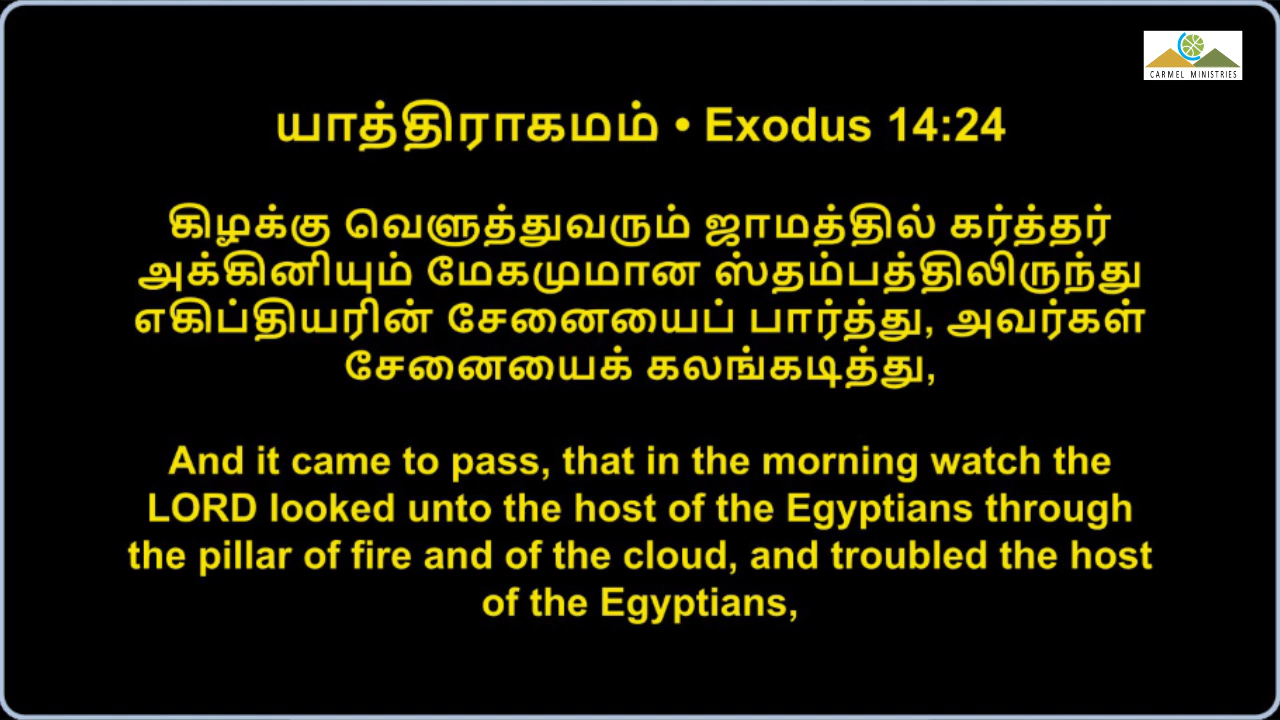 CARMEL MINISTRIES
யாத்திராகமம் • Exodus 14:24
கிழக்கு வெளுத்துவரும் ஜாமத்தில் கர்த்தர்
அக்கினியும் மேகமுமான ஸ்தம்பத்திலிருந்து
எகிப்தியரின் சேனையைப் பார்த்து, அவர்கள்
சேனையைக் கலங்கடித்து,
And it came to pass, that in the morning watch the
LORD looked unto the host of the Egyptians through
the pillar of fire and of the cloud, and troubled the host
of the Egyptians,